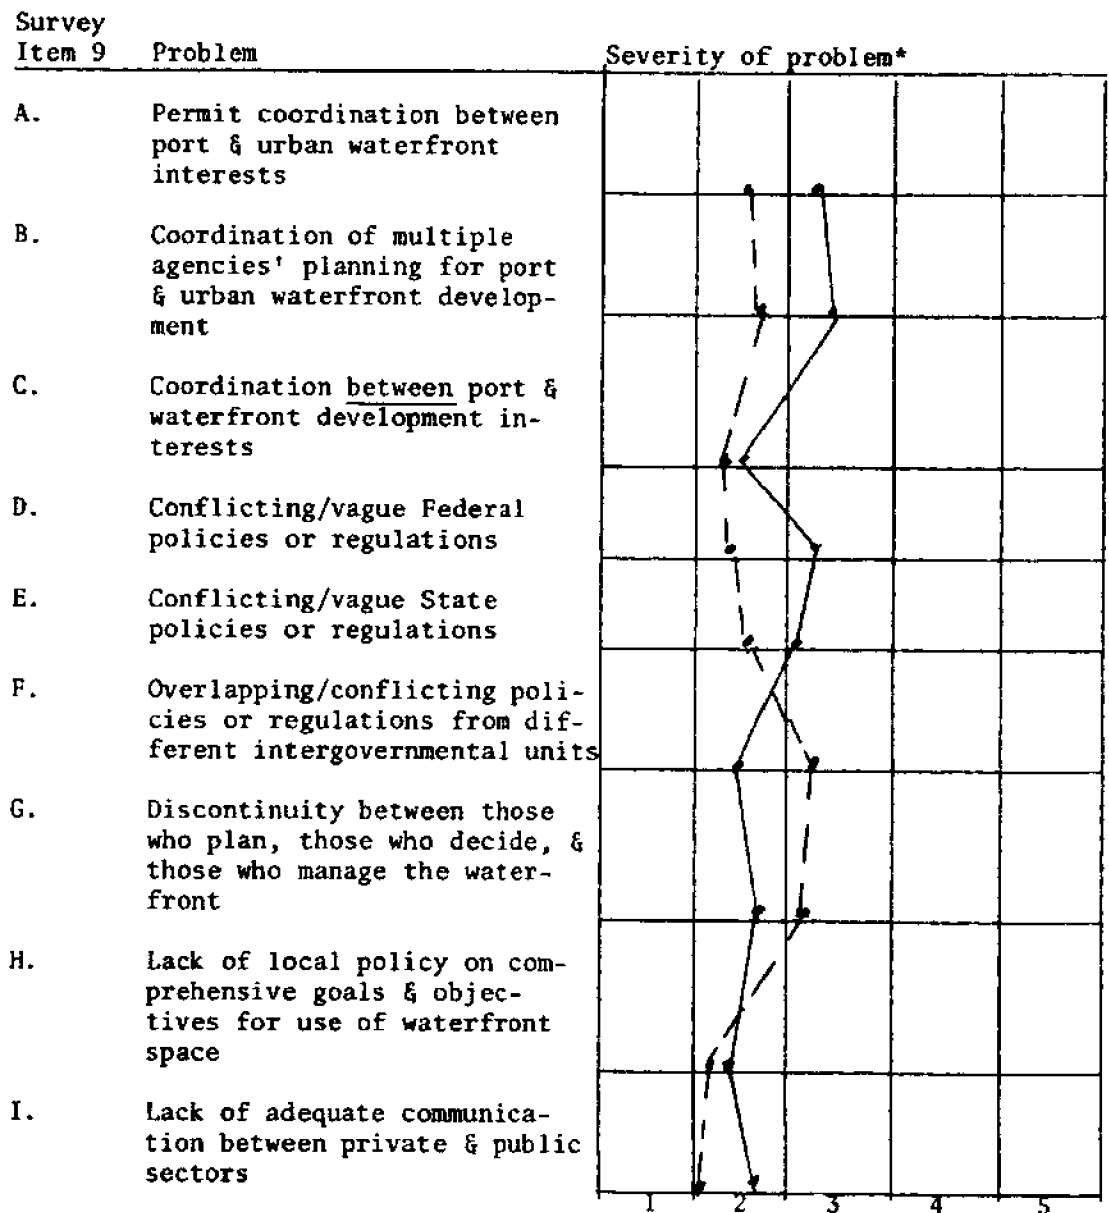 Survey
Item 9 Problem Severity of problem*
A. Permit coordination between
port & urban waterfront
interests
B. Coordination of multiple
agencies' planning for port
& urban waterfront develop-
ment
C. Coordination between port &
waterfront development in-
terests
D. Conflicting/vague Federal
policies or regulations
E. Conflicting/vague State
policies or regulations
F. Overlapping/conflicting poli-
cies or regulations from dif-
ferent intergovernmental units
G. Discontinuity between those
who plan, those who decide, &
those who manage the water-
front
H. Lack of local policy on com-
prehensive goals & objec-
tives for use of waterfront
space
I. Lack of adequate communica-
tion between private & public
sectors
1 2 3 4 5